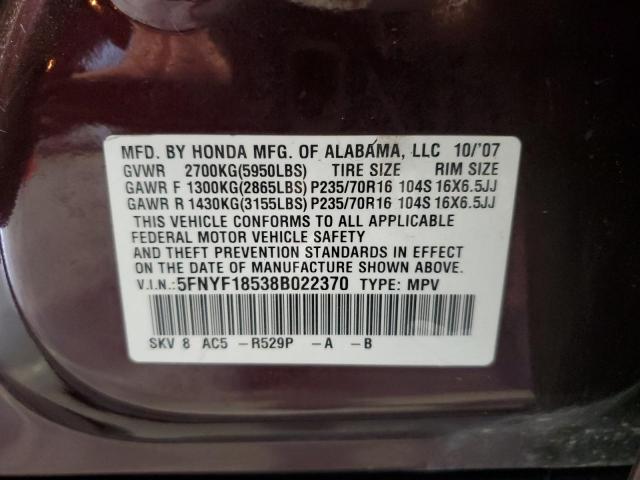 MFD. BY HONDA MFG. OF ALABAMA, LLC 10/'07
GVWR 2700KG(5950LBS) TIRE SIZE RIM SIZE
GAWR F 1300KG(2865LBS) P235/70R16 104S 16X6.5JJ
GAWR R 1430KG(3155LBS) P235/70R16 104S 16X6.5JJ
THIS VEHICLE CONFORMS TO ALL APPLICABLE
FEDERAL MOTOR VEHICLE SAFETY
AND THEFT PREVENTION STANDARDS IN EFFECT
ON THE DATE OF MANUFACTURE SHOWN ABOVE.
V.I.N.: 5FNYF18538B022370 TYPE: MPV
SKV 8 AC5 -R529P -A -B